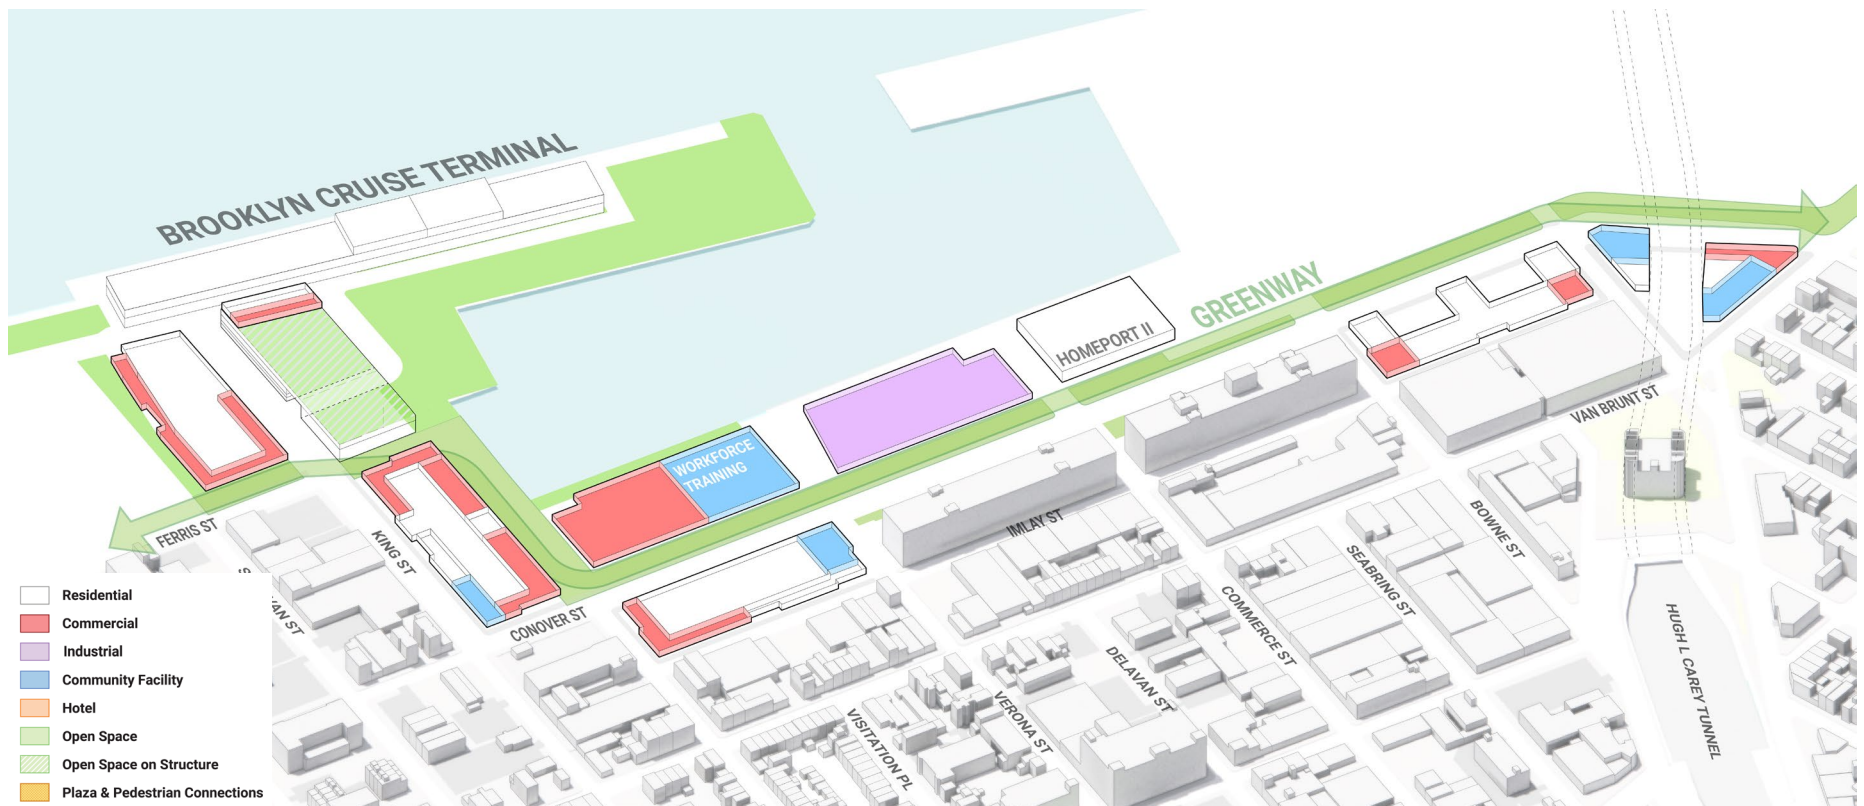 BROOKLYN CRUISE TERMINAL
GREENWAY
HOMEPORT II
WORKFORCE
TRAINING
VAN BRUNT ST
FERRIS ST
KING ST
CONOVER ST
IMLAY ST
BOWNE ST
SEABRING ST
COMMERCE ST
DELAVAN ST
VERONA ST
VISITATION PL
HUGH L CAREY TUNNEL
Residential
Commercial
Industrial
Community Facility
Hotel
Open Space
Open Space on Structure
Plaza & Pedestrian Connections